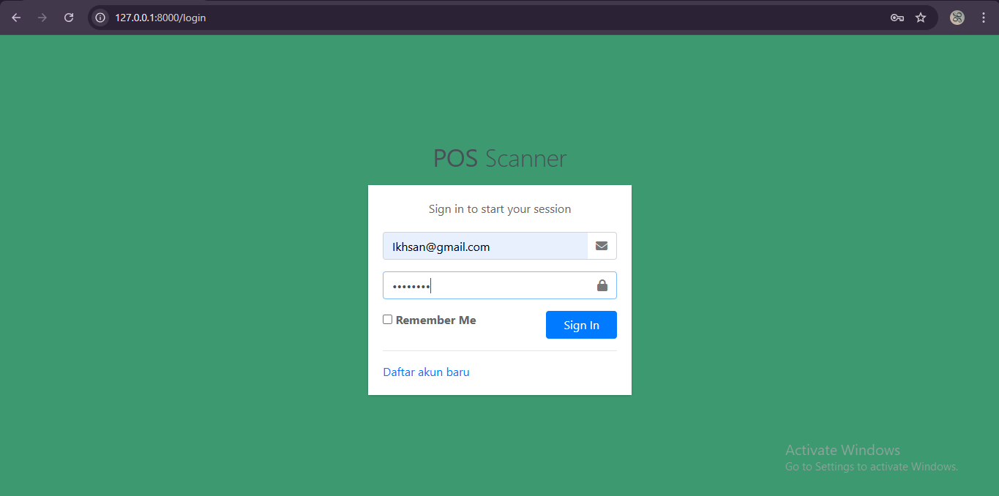 127.0.0.1:8000/login
POS Scanner
Sign in to start your session
Ikhsan@gmail.com
••••••••
Remember Me
Sign In
Daftar akun baru
Activate Windows
Go to Settings to activate Windows.